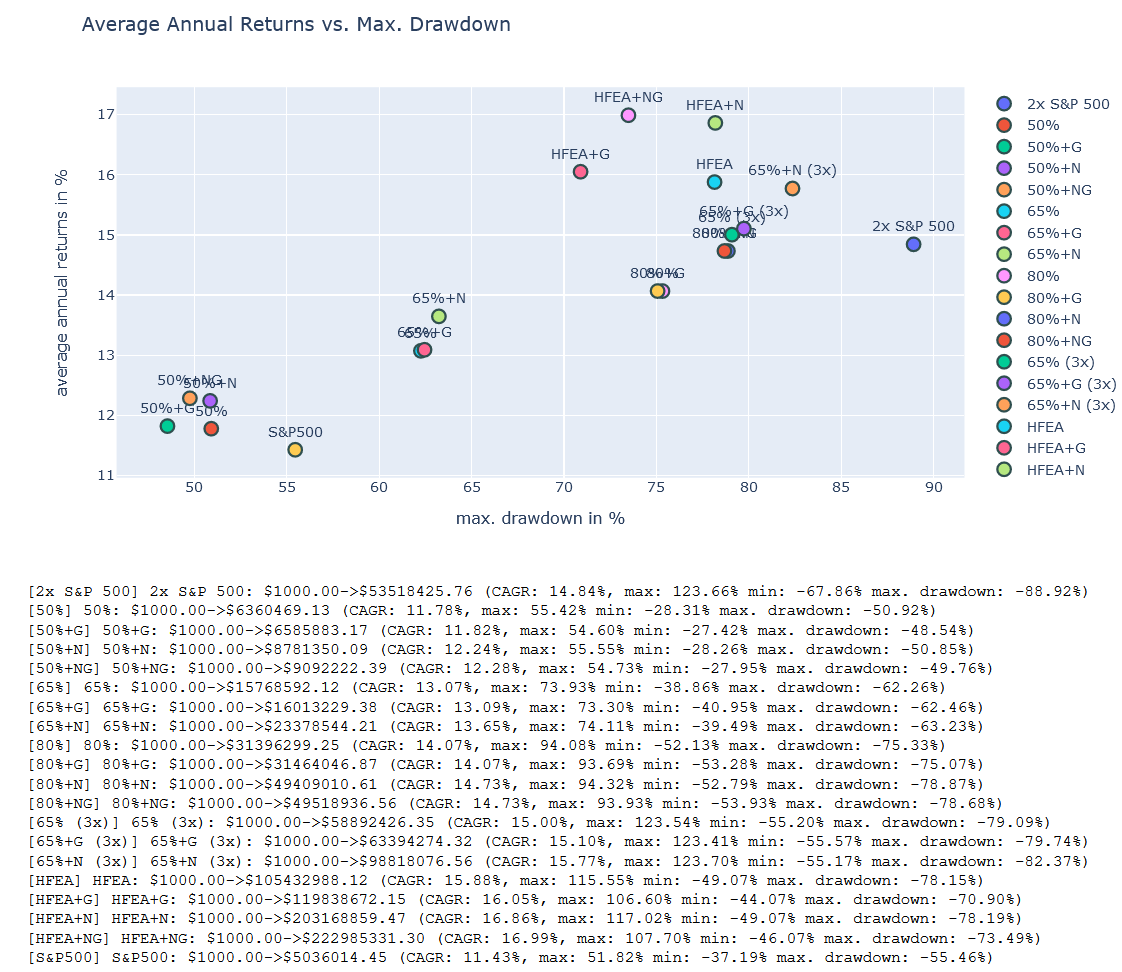 Average Annual Returns vs. Max. Drawdown
HFEA+NG
HFEA+N
HFEA+G
HFEA
65%+N (3x)
65%+G (3x)
65% (3x)
2x S&P 500
80%+G
80%
65%+N
65%+G
65%
50%+NG
50%+N
50%+G
50%
S&P500
17
16
15
14
13
12
11
average annual returns in %
50
55
60
65
70
75
80
85
90
max. drawdown in %
2x S&P 500
50%
50%+G
50%+N
50%+NG
65%
65%+G
65%+N
80%
80%+G
80%+N
80%+NG
65% (3x)
65%+G (3x)
65%+N (3x)
HFEA
HFEA+G
HFEA+N
[2x S&P 500] 2x S&P 500: $1000.00->$53518425.76 (CAGR: 14.84%, max: 123.66% min: -67.86% max. drawdown: -88.92%)
[50%] 50%: $1000.00->$6360469.13 (CAGR: 11.78%, max: 55.42% min: -28.31% max. drawdown: -50.92%)
[50%+G] 50%+G: $1000.00->$6585883.17 (CAGR: 11.82%, max: 54.60% min: -27.42% max. drawdown: -48.54%)
[50%+N] 50%+N: $1000.00->$8781350.09 (CAGR: 12.24%, max: 55.55% min: -28.26% max. drawdown: -50.85%)
[50%+NG] 50%+NG: $1000.00->$9092222.39 (CAGR: 12.28%, max: 54.73% min: -27.95% max. drawdown: -49.76%)
[65%] 65%: $1000.00->$15768592.12 (CAGR: 13.07%, max: 73.93% min: -38.86% max. drawdown: -62.26%)
[65%+G] 65%+G: $1000.00->$16013229.38 (CAGR: 13.09%, max: 73.30% min: -40.95% max. drawdown: -62.46%)
[65%+N] 65%+N: $1000.00->$23378544.21 (CAGR: 13.65%, max: 74.11% min: -39.49% max. drawdown: -63.23%)
[80%] 80%: $1000.00->$31396299.25 (CAGR: 14.07%, max: 94.08% min: -52.13% max. drawdown: -75.33%)
[80%+G] 80%+G: $1000.00->$31464046.87 (CAGR: 14.07%, max: 93.69% min: -53.28% max. drawdown: -75.07%)
[80%+N] 80%+N: $1000.00->$49409010.61 (CAGR: 14.73%, max: 94.32% min: -52.79% max. drawdown: -78.87%)
[80%+NG] 80%+NG: $1000.00->$49518936.56 (CAGR: 14.73%, max: 93.93% min: -53.93% max. drawdown: -78.68%)
[65% (3x)] 65% (3x): $1000.00->$58892426.35 (CAGR: 15.00%, max: 123.54% min: -55.20% max. drawdown: -79.09%)
[65%+G (3x)] 65%+G (3x): $1000.00->$63394274.32 (CAGR: 15.10%, max: 123.41% min: -55.57% max. drawdown: -79.74%)
[65%+N (3x)] 65%+N (3x): $1000.00->$98818076.56 (CAGR: 15.77%, max: 123.70% min: -55.17% max. drawdown: -82.37%)
[HFEA] HFEA: $1000.00->$105432988.12 (CAGR: 15.88%, max: 115.55% min: -49.07% max. drawdown: -78.15%)
[HFEA+G] HFEA+G: $1000.00->$119838672.15 (CAGR: 16.05%, max: 106.60% min: -44.07% max. drawdown: -70.90%)
[HFEA+N] HFEA+N: $1000.00->$203168859.47 (CAGR: 16.86%, max: 117.02% min: -49.07% max. drawdown: -78.19%)
[HFEA+NG] HFEA+NG: $1000.00->$222985331.30 (CAGR: 16.99%, max: 107.70% min: -46.07% max. drawdown: -73.49%)
[S&P500] S&P500: $1000.00->$5036014.45 (CAGR: 11.43%, max: 51.82% min: -37.19% max. drawdown: -55.46%)